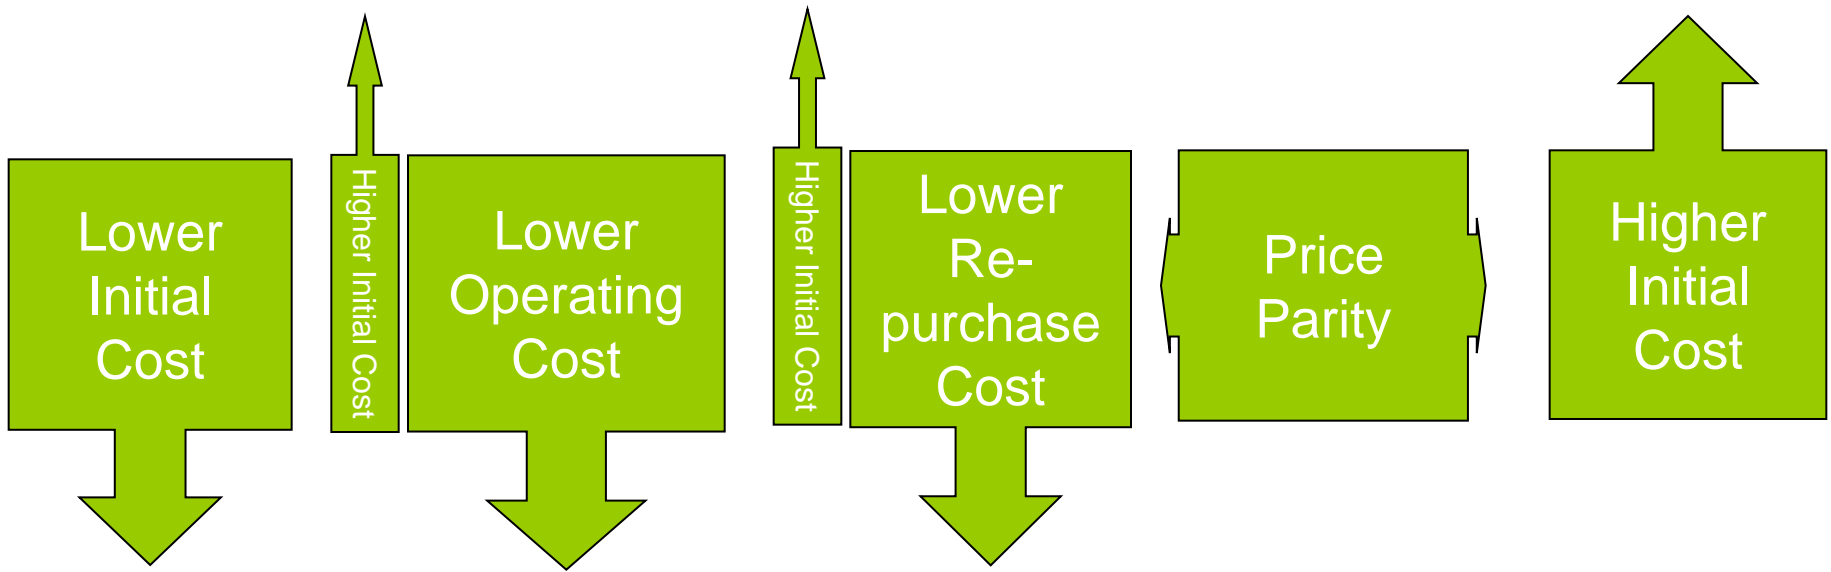 Lower
Initial
Cost
Higher Initial Cost
Lower
Operating
Cost
Higher Initial Cost
Lower
Re-
purchase
Cost
Price
Parity
Higher
Initial
Cost